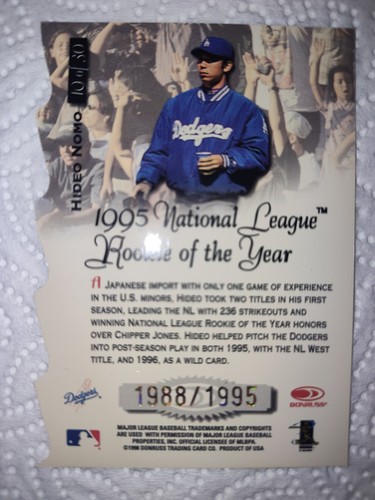 HIDEO NOMO 10•30
Dodgers
1995 National League™
Rookie of the Year
A JAPANESE IMPORT WITH ONLY ONE GAME OF EXPERIENCE
IN THE U.S. MINORS, HIDEO TOOK TWO TITLES IN HIS FIRST
SEASON, LEADING THE NL WITH 236 STRIKEOUTS AND
WINNING NATIONAL LEAGUE ROOKIE OF THE YEAR HONORS
OVER CHIPPER JONES. HIDEO HELPED PITCH THE DODGERS
INTO POST-SEASON PLAY IN BOTH 1995, WITH THE NL WEST
TITLE, AND 1996, AS A WILD CARD.
Dodgers
1988/1995
DONRUSS
MAJOR LEAGUE BASEBALL TRADEMARKS AND COPYRIGHTS
ARE USED WITH PERMISSION OF MAJOR LEAGUE BASEBALL
PROPERTIES, INC. OFFICIAL LICENSEE OF MLBPA.
©1998 DONRUSS TRADING CARD CO. PRODUCT OF USA